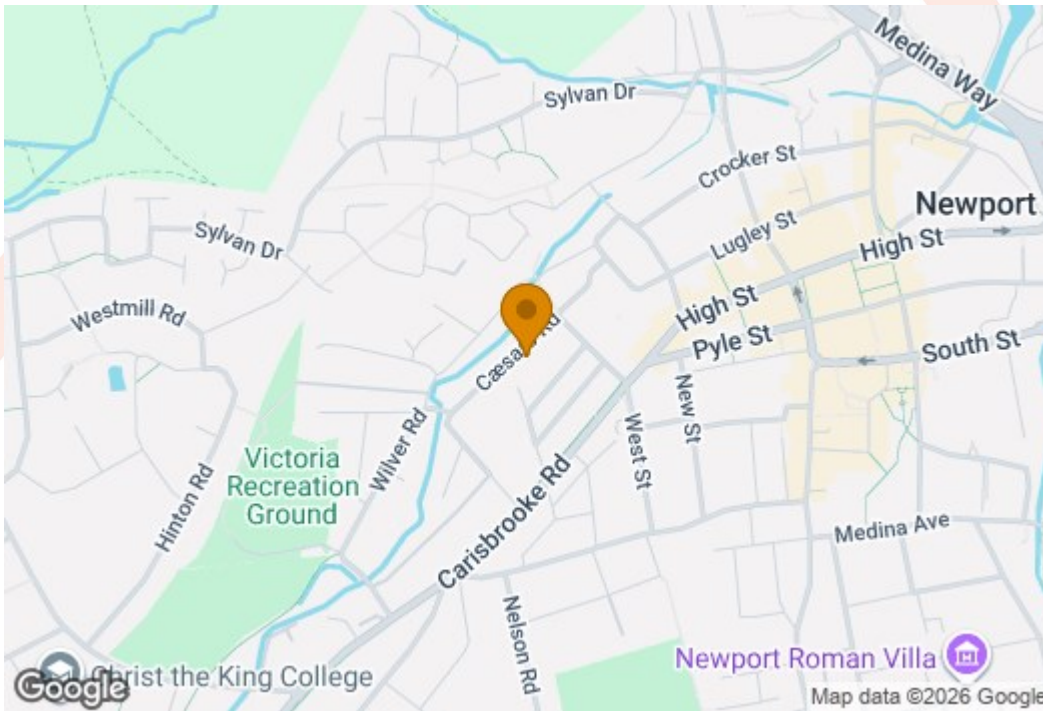 Medina Way
Sylvan Dr
Crocker St
Newport
Lugley St
High St
Sylvan Dr
High St
Westmill Rd
Pyle St
South St
Cæsars Rd
New St
West St
Wilver Rd
Victoria
Recreation
Ground
Hinton Rd
Carisbrooke Rd
Medina Ave
Nelson Rd
Newport Roman Villa
Christ the King College
Google
Map data ©2026 Google